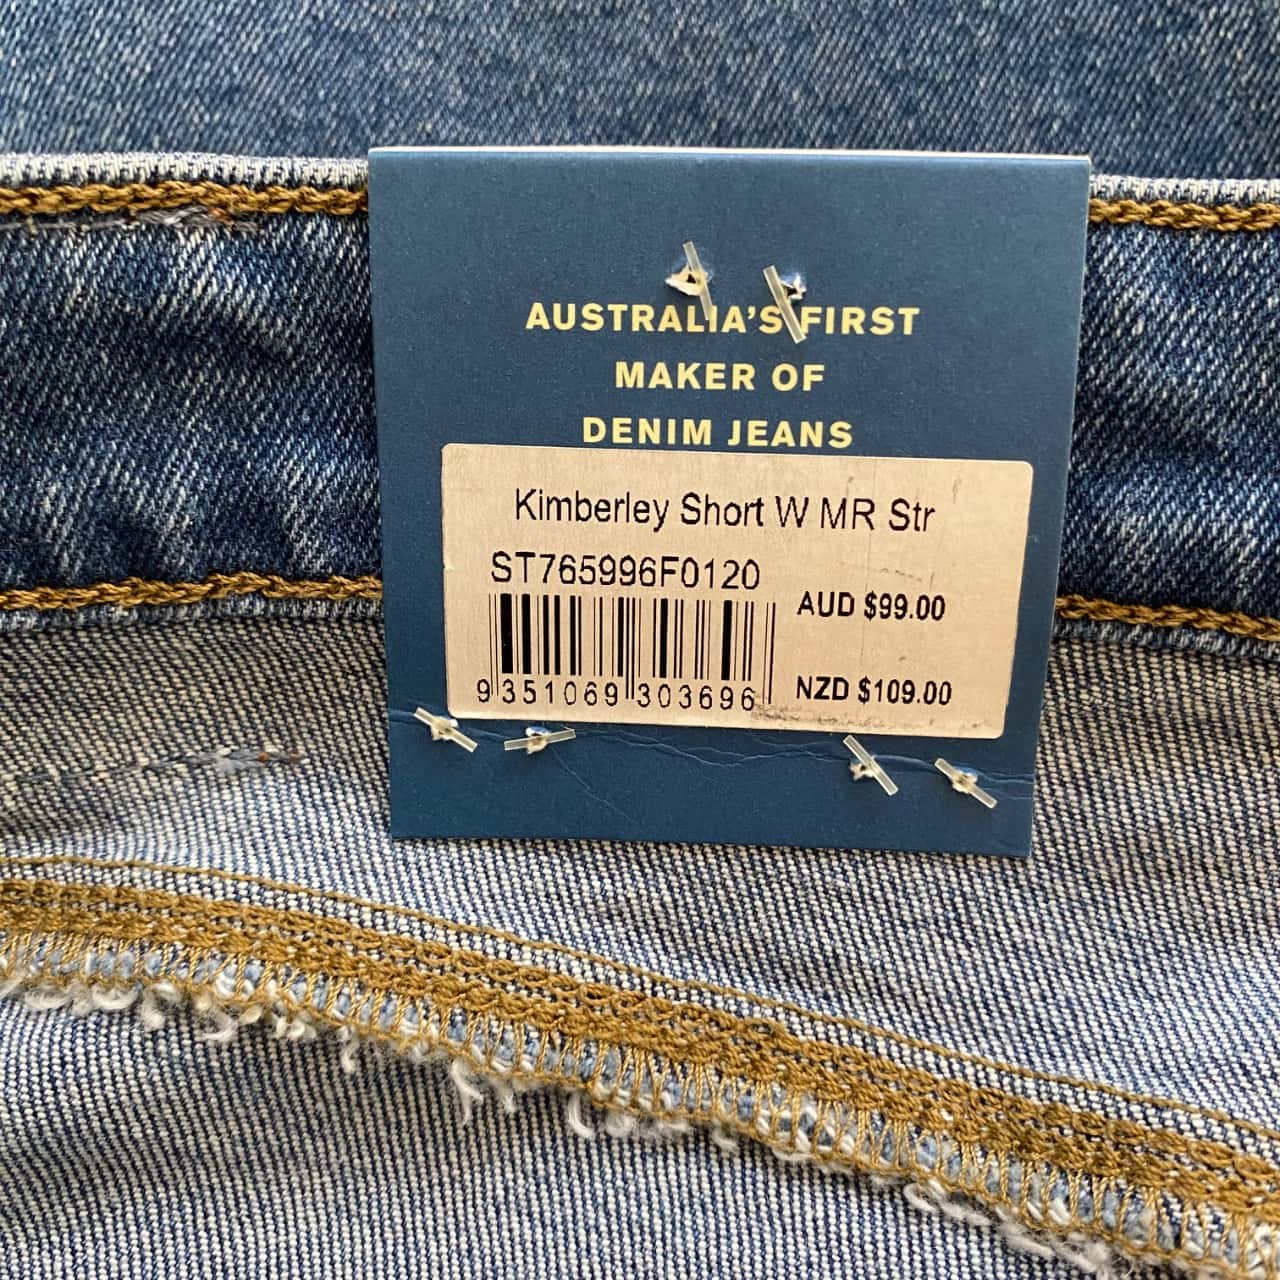 AUSTRALIA'S FIRST
MAKER OF
DENIM JEANS
Kimberley Short W MR Str
ST765996F0120
AUD $99.00
9 351069 303696
NZD $109.00